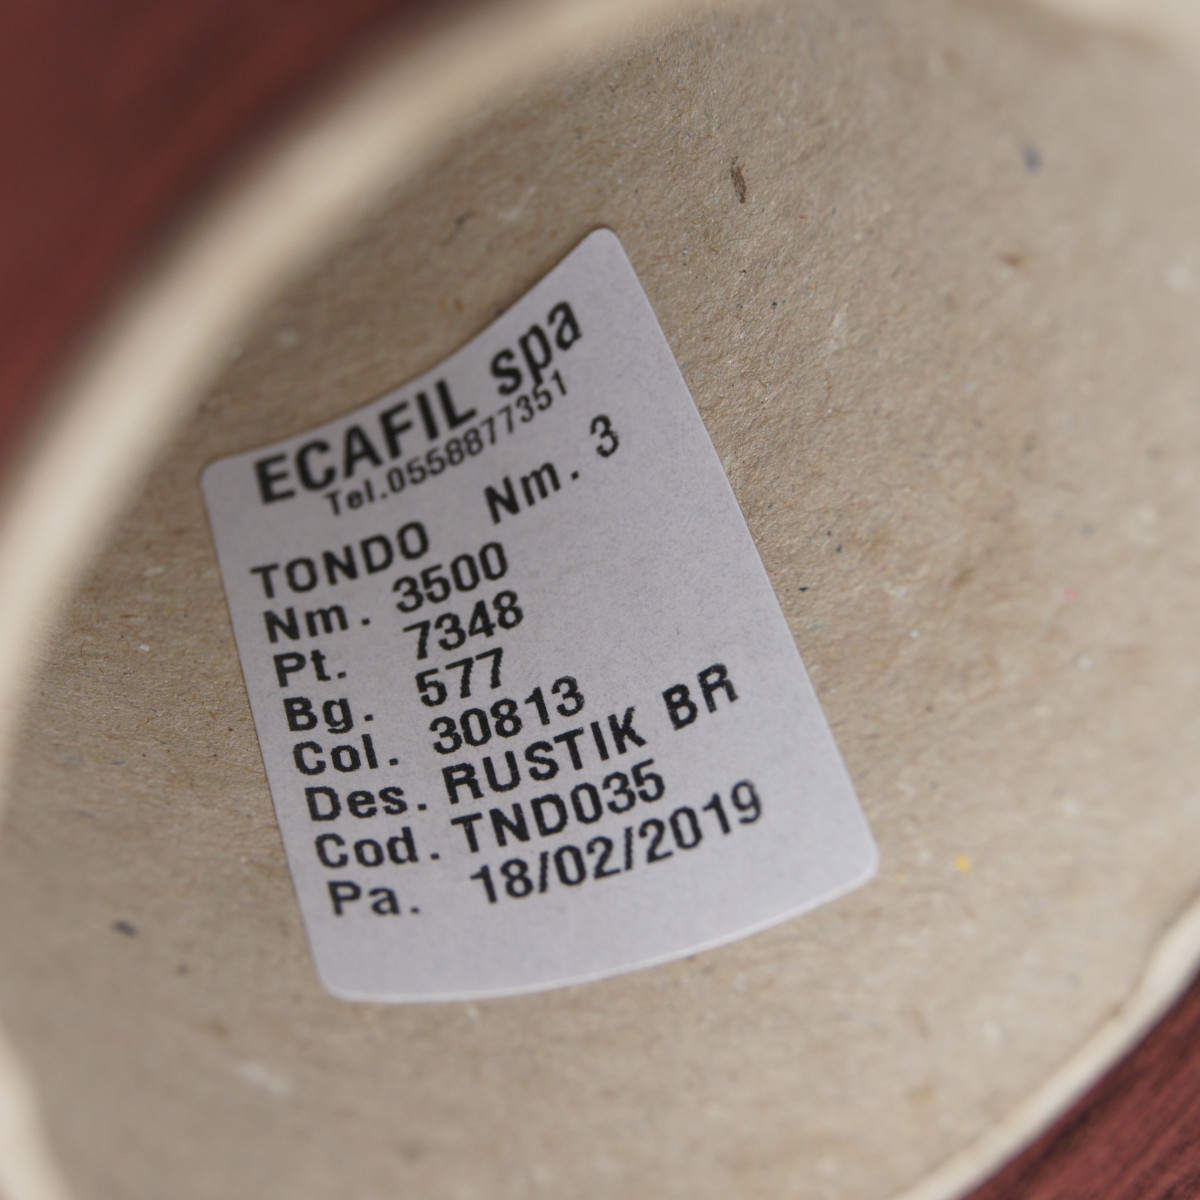 ECAFIL spa
Tel.0558877351
TONDO Nm. 3
Nm. 3500
Pt. 7348
Bg. 577
Col. 30813
Des. RUSTIK BR
Cod. TND035
Pa. 18/02/2019